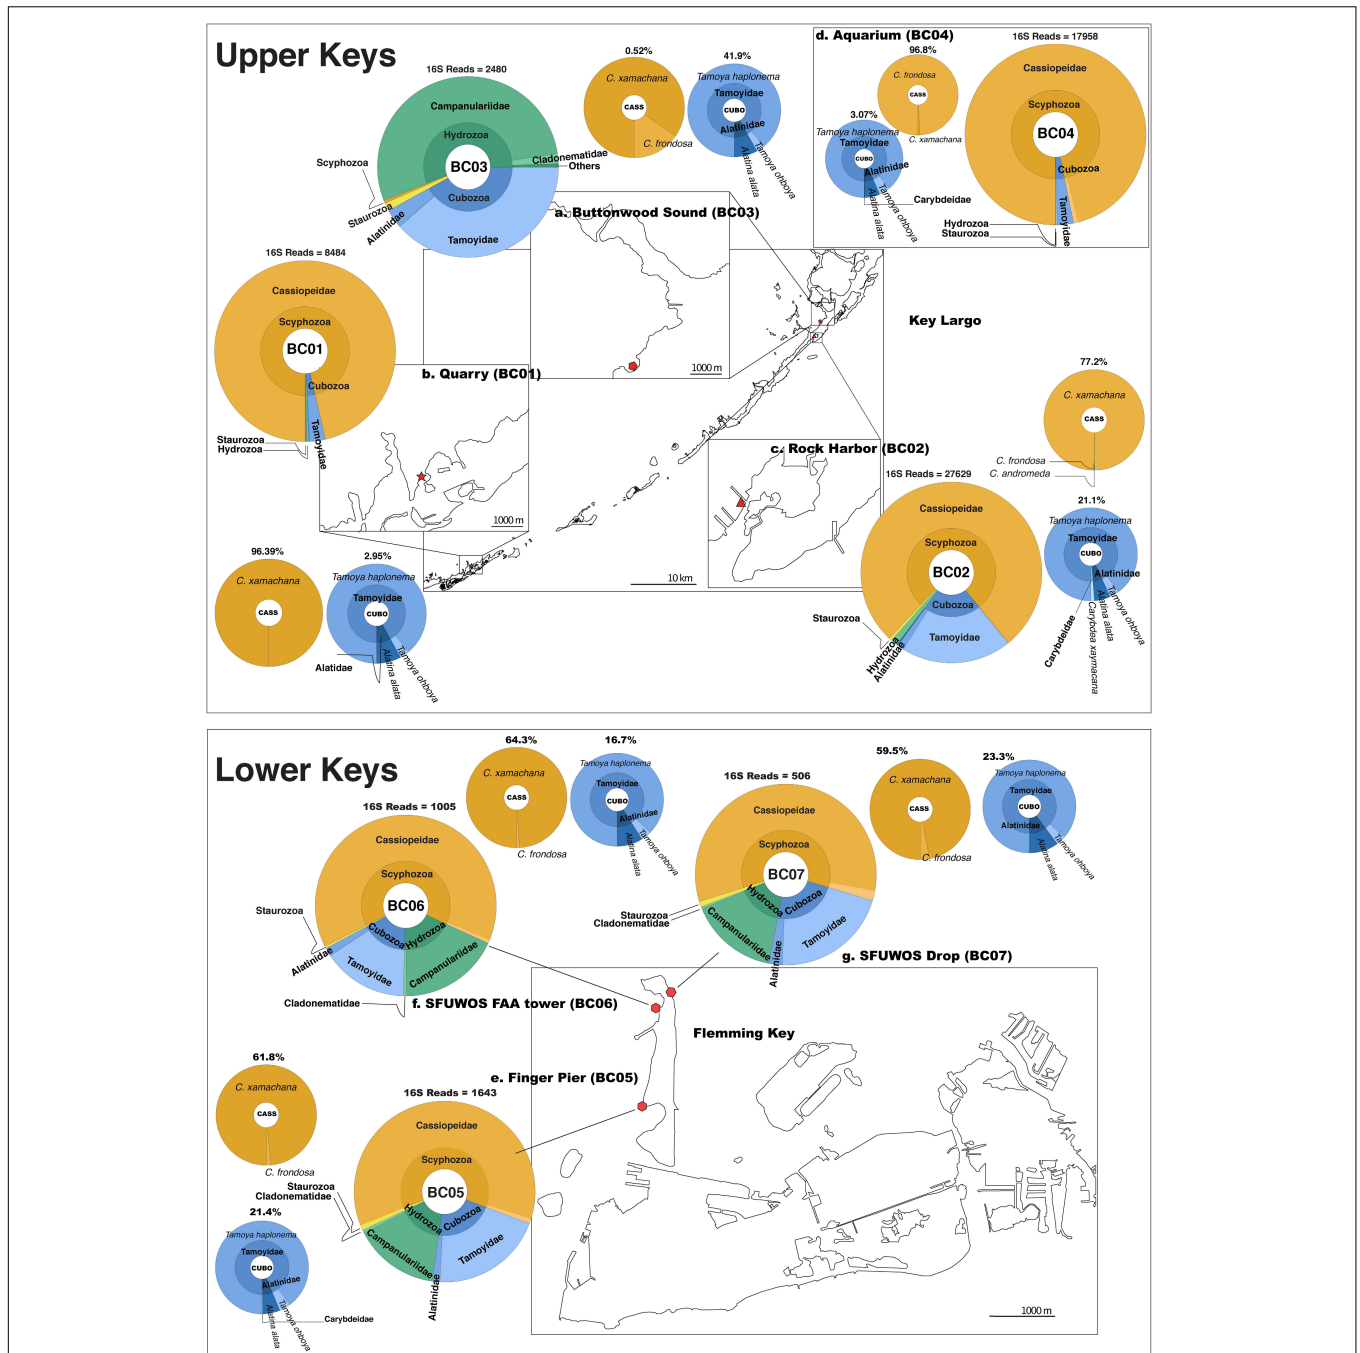 Upper Keys
16S Reads = 2480
Campanulariidae
Hydrozoa
BC03
Cladonematidae
Others
Scyphozoa
Staurozoa
Alatinidae
Cubozoa
Tamoyidae
0.52%
C. xamachana
CASS
C. frondosa
41.9%
Tamoya haplonema
Tamoyidae
CUBO
Alatinidae
Alatina alata
Tamoya ohboya
d. Aquarium (BC04)
96.8%
C. frondosa
CASS
C. xamachana
3.07%
Tamoya haplonema
Tamoyidae
CUBO
Alatinidae
Carybdeidae
Alatina alata
Tamoya ohboya
16S Reads = 17958
Cassiopeidae
Scyphozoa
BC04
Cubozoa
Tamoyidae
Hydrozoa
Staurozoa
a. Buttonwood Sound (BC03)
1000 m
Key Largo
16S Reads = 8484
Cassiopeidae
Scyphozoa
BC01
Cubozoa
Tamoyidae
Staurozoa
Hydrozoa
b. Quarry (BC01)
1000 m
10 km
96.39%
C. xamachana
CASS
2.95%
Tamoya haplonema
Tamoyidae
CUBO
Alatidae
Alatina alata
Tamoya ohboya
c. Rock Harbor (BC02)
16S Reads = 27629
Cassiopeidae
Scyphozoa
BC02
Cubozoa
Tamoyidae
Staurozoa
Hydrozoa
Alatinidae
77.2%
C. xamachana
CASS
C. frondosa
C. andromeda
21.1%
Tamoya haplonema
Tamoyidae
CUBO
Alatinidae
Carybdeidae
Carybdea xaymacana
Alatina alata
Tamoya ohboya
Lower Keys
16S Reads = 1005
Cassiopeidae
Scyphozoa
BC06
Cubozoa
Hydrozoa
Staurozoa
Alatinidae
Tamoyidae
Campanulariidae
Cladonematidae
f. SFUWOS FAA tower (BC06)
64.3%
C. xamachana
CASS
C. frondosa
16.7%
Tamoya haplonema
Tamoyidae
CUBO
Alatinidae
Alatina alata
Tamoya ohboya
16S Reads = 506
Cassiopeidae
Scyphozoa
BC07
Hydrozoa
Cubozoa
Staurozoa
Cladonematidae
Campanulariidae
Alatinidae
Tamoyidae
g. SFUWOS Drop (BC07)
59.5%
C. xamachana
CASS
C. frondosa
23.3%
Tamoya haplonema
Tamoyidae
CUBO
Alatinidae
Alatina alata
Tamoya ohboya
Flemming Key
1000 m
e. Finger Pier (BC05)
16S Reads = 1643
Cassiopeidae
Scyphozoa
BC05
Hydrozoa
Cubozoa
Staurozoa
Cladonematidae
Campanulariidae
Alatinidae
Tamoyidae
61.8%
C. xamachana
CASS
C. frondosa
21.4%
Tamoya haplonema
Tamoyidae
CUBO
Alatinidae
Carybdeidae
Alatina alata
Tamoya ohboya